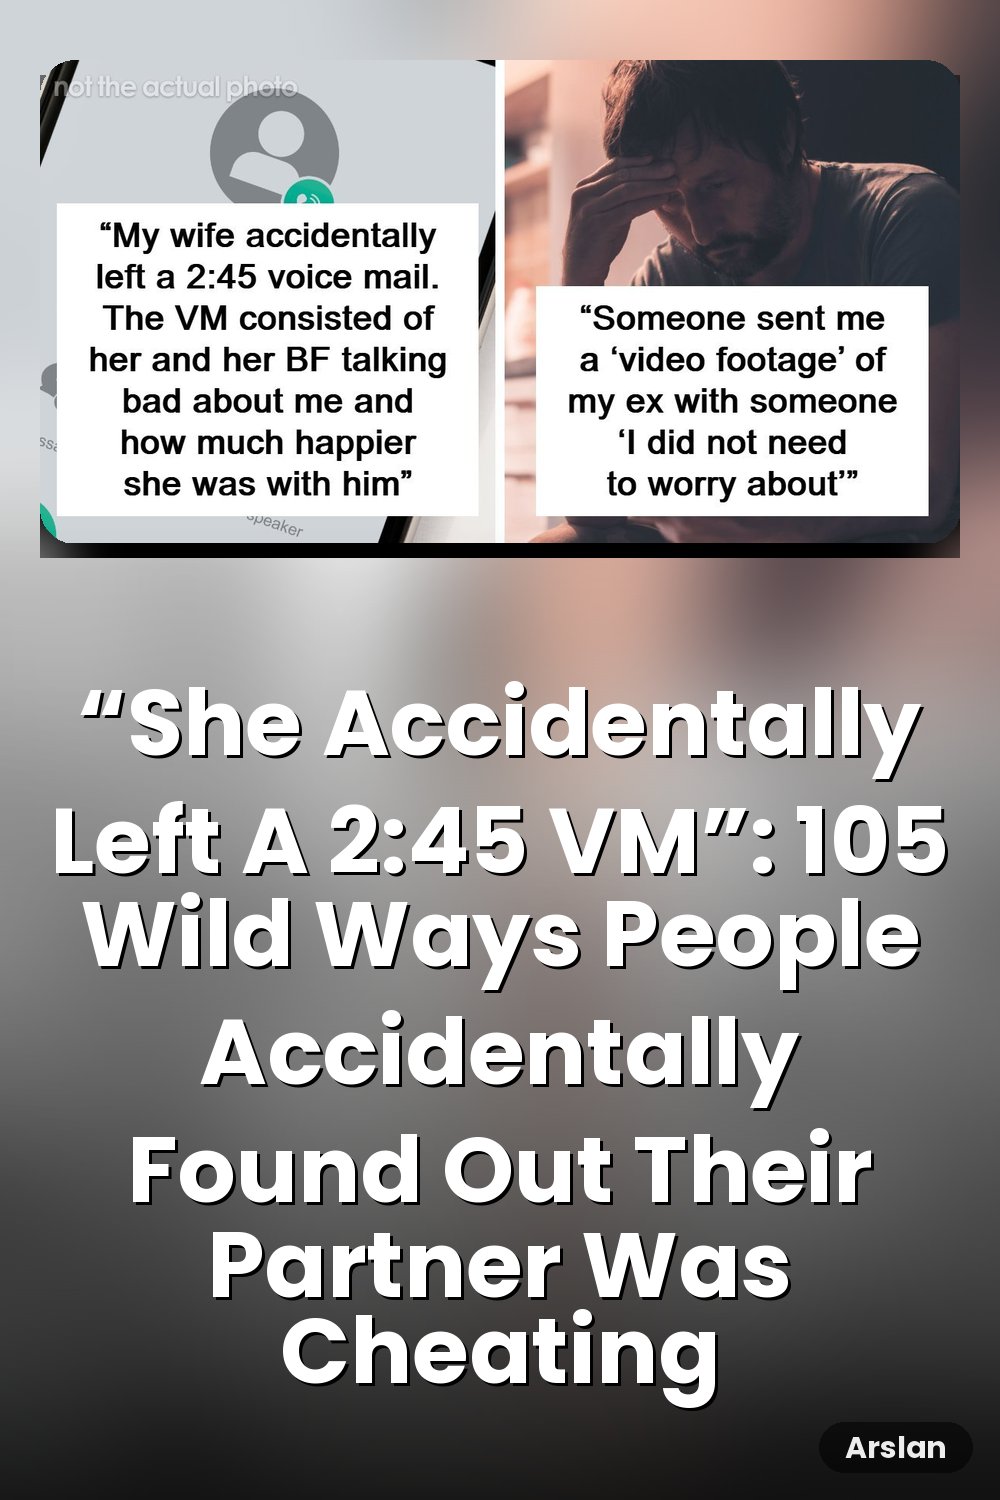 not the actual photo
“My wife accidentally
left a 2:45 voice mail.
The VM consisted of
her and her BF talking
bad about me and
how much happier
she was with him”
speaker
“Someone sent me
a ‘video footage’ of
my ex with someone
‘I did not need
to worry about’”
“She Accidentally
Left A 2:45 VM”: 105
Wild Ways People
Accidentally
Found Out Their
Partner Was
Cheating
Arslan